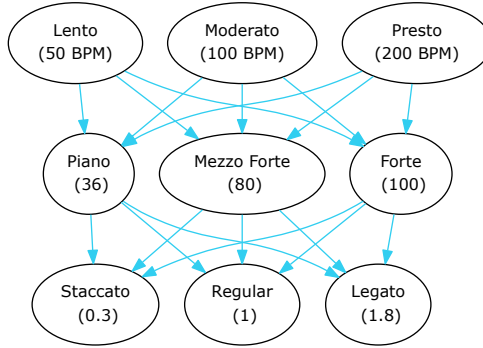 Lento
(50 BPM)
Moderato
(100 BPM)
Presto
(200 BPM)
Piano
(36)
Mezzo Forte
(80)
Forte
(100)
Staccato
(0.3)
Regular
(1)
Legato
(1.8)